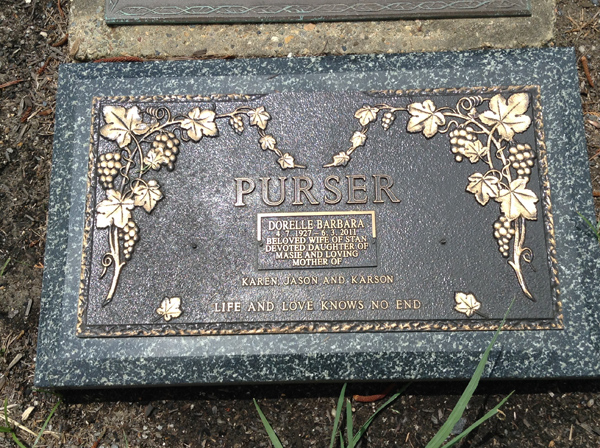 PURSER
DORELLE BARBARA
4.7.1927 - 6.3.2011
BELOVED WIFE OF STAN,
DEVOTED DAUGHTER OF
MASIE AND LOVING
MOTHER OF -
KAREN, JASON AND KARSON
LIFE AND LOVE KNOWS NO END